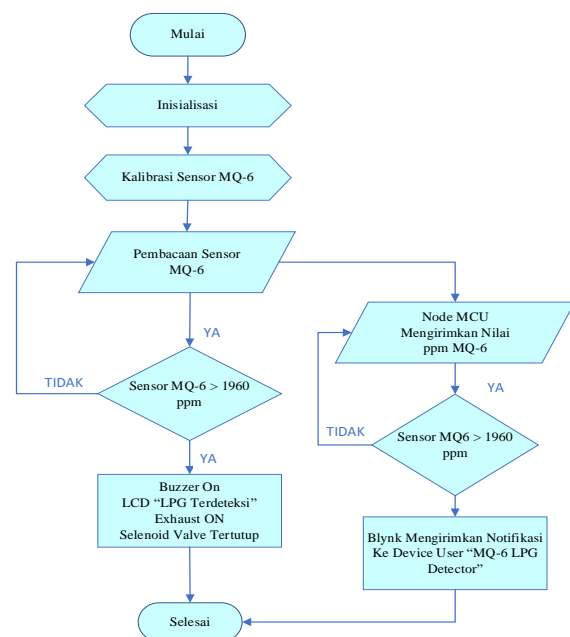 Mulai
Inisialisasi
Kalibrasi Sensor MQ-6
Pembacaan Sensor
MQ-6
YA
TIDAK
Sensor MQ-6 > 1960
ppm
YA
Buzzer On
LCD “LPG Terdeteksi”
Exhaust ON
Selenoid Valve Tertutup
Node MCU
Mengirimkan Nilai
ppm MQ-6
YA
TIDAK
Sensor MQ6 > 1960
ppm
Blynk Mengirimkan Notifikasi
Ke Device User “MQ-6 LPG
Detector”
Selesai